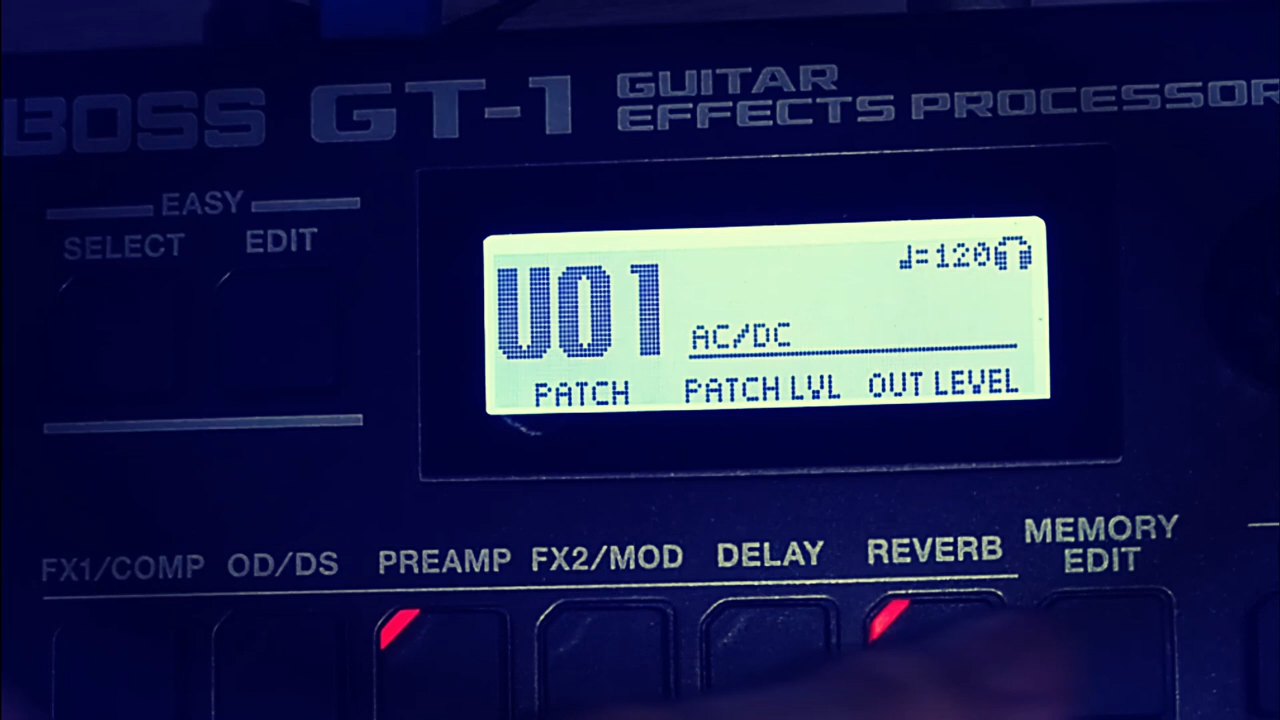 BOSS GT-1 GUITAR
EFFECTS PROCESSOR
EASY
SELECT EDIT
♩=120
U01
AC/DC
PATCH PATCH LVL OUT LEVEL
FX1/COMP OD/DS PREAMP FX2/MOD DELAY REVERB MEMORY
EDIT